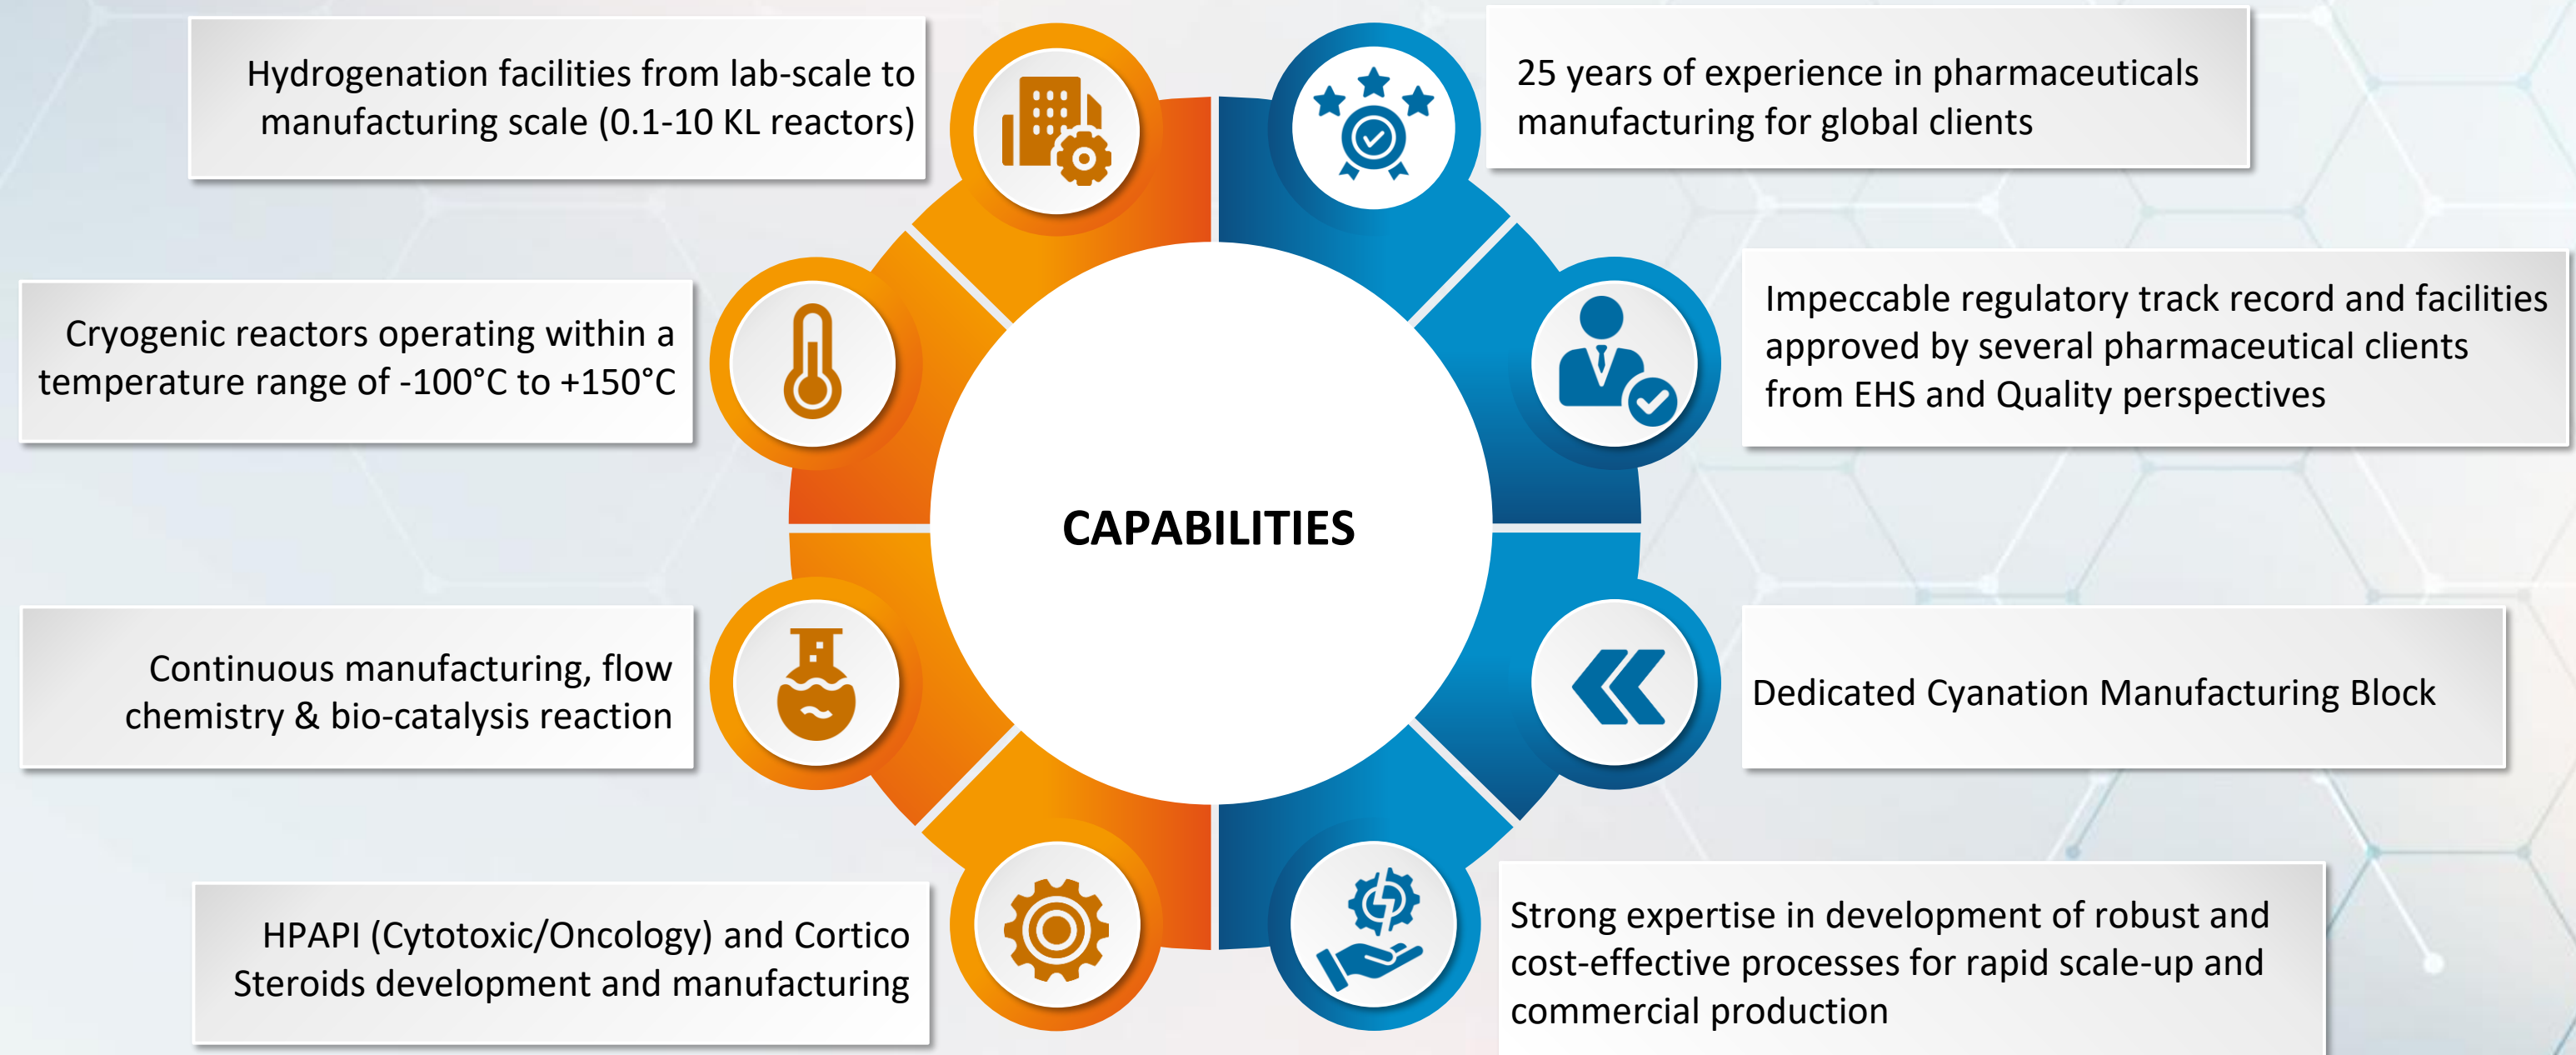 Hydrogenation facilities from lab-scale to
manufacturing scale (0.1-10 KL reactors)
25 years of experience in pharmaceuticals
manufacturing for global clients
Cryogenic reactors operating within a
temperature range of -100°C to +150°C
Impeccable regulatory track record and facilities
approved by several pharmaceutical clients
from EHS and Quality perspectives
CAPABILITIES
Continuous manufacturing, flow
chemistry & bio-catalysis reaction
Dedicated Cyanation Manufacturing Block
HPAPI (Cytotoxic/Oncology) and Cortico
Steroids development and manufacturing
Strong expertise in development of robust and
cost-effective processes for rapid scale-up and
commercial production